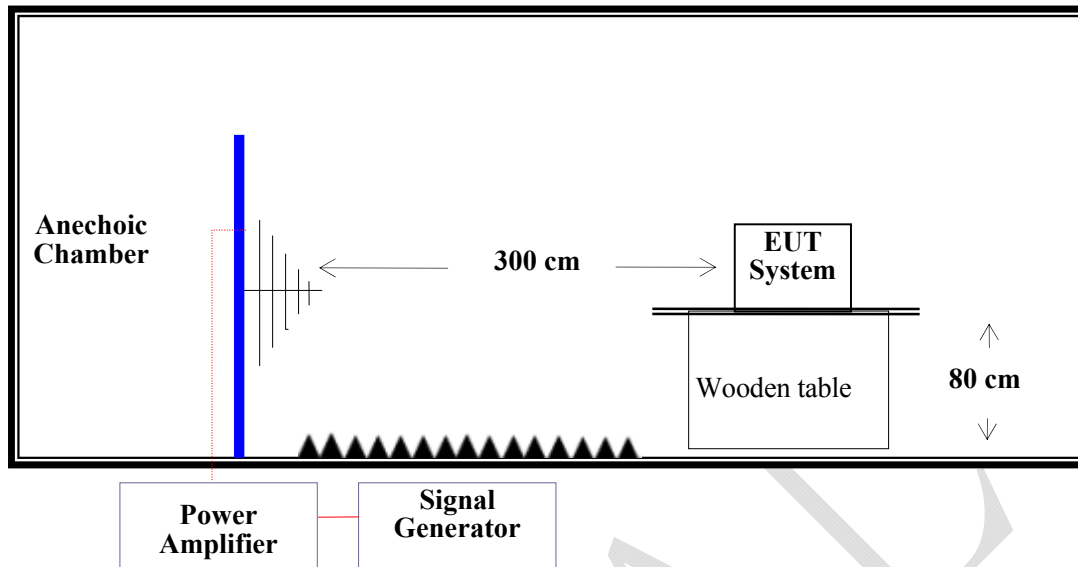 Anechoic
Chamber
300 cm
EUT
System
Wooden table
80 cm
Power
Amplifier
Signal
Generator